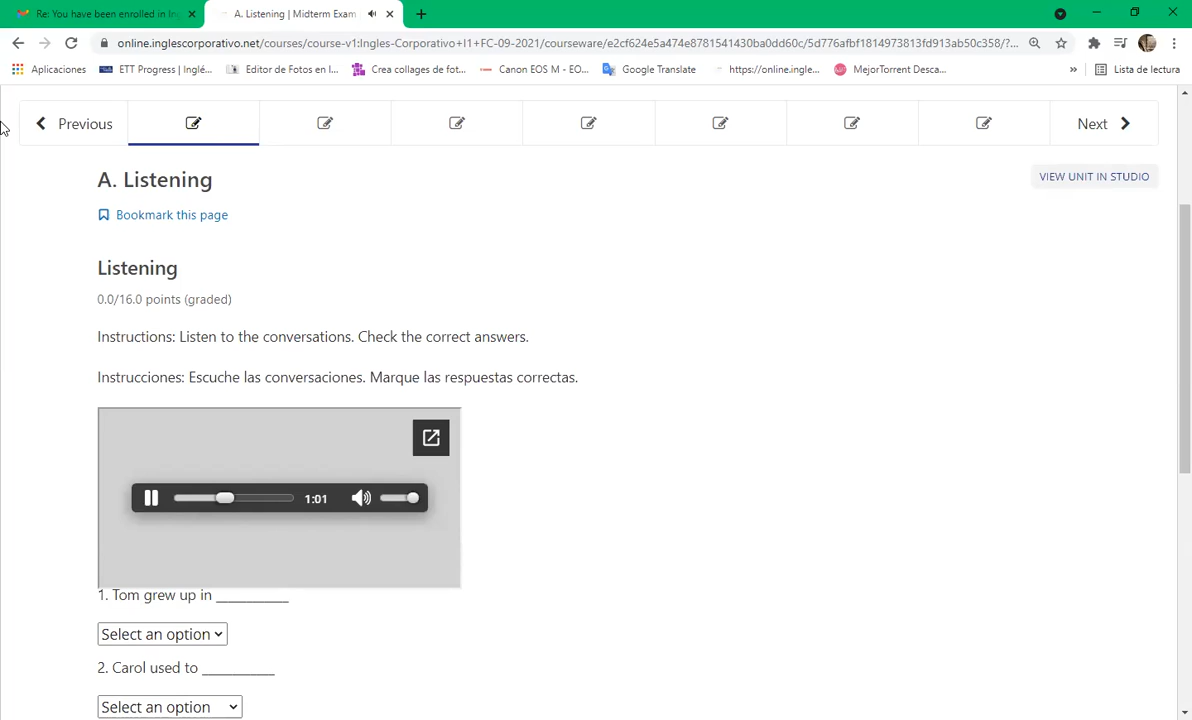 Re: You have been enrolled in In
A. Listening | Midterm Exam
online.inglescorporativo.net/courses/course-v1:Ingles-Corporativo+I1+FC-09-2021/courseware/e2cf624e5a474e8781541430ba0dd60c/5d776afbf1814973813fd913ab50c358/?...
Aplicaciones
ETT Progress | Inglé...
Editor de Fotos en l...
Crea collages de fot...
Canon EOS M - EO...
Google Translate
https://online.ingle...
MejorTorrent Desca...
»
Lista de lectura
Previous
Next
A. Listening
VIEW UNIT IN STUDIO
Bookmark this page
Listening
0.0/16.0 points (graded)
Instructions: Listen to the conversations. Check the correct answers.
Instrucciones: Escuche las conversaciones. Marque las respuestas correctas.
1:01
1. Tom grew up in ___________
Select an option
2. Carol used to ___________
Select an option